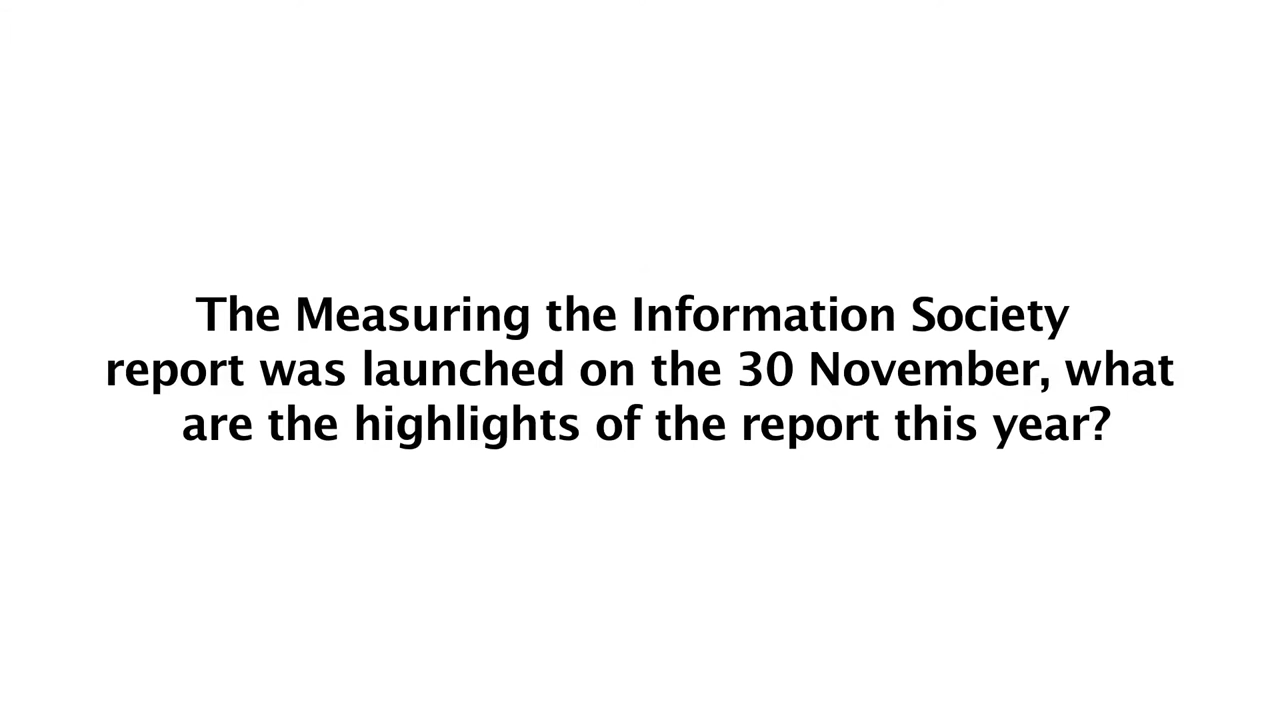 The Measuring the Information Society
report was launched on the 30 November, what
are the highlights of the report this year?